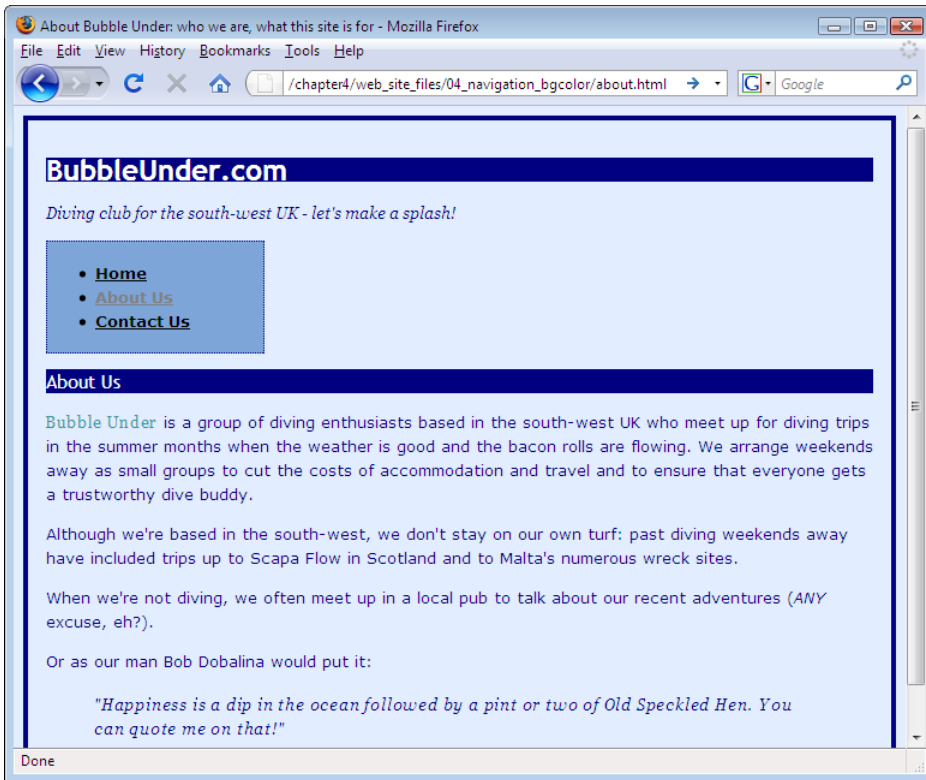 About Bubble Under: who we are, what this site is for - Mozilla Firefox
File Edit View History Bookmarks Tools Help
/chapter4/web_site_files/04_navigation_bgcolor/about.html
G Google
BubbleUnder.com
Diving club for the south-west UK - let's make a splash!
• Home
• About Us
• Contact Us
About Us
Bubble Under is a group of diving enthusiasts based in the south-west UK who meet up for diving trips
in the summer months when the weather is good and the bacon rolls are flowing. We arrange weekends
away as small groups to cut the costs of accommodation and travel and to ensure that everyone gets
a trustworthy dive buddy.
Although we're based in the south-west, we don't stay on our own turf: past diving weekends away
have included trips up to Scapa Flow in Scotland and to Malta's numerous wreck sites.
When we're not diving, we often meet up in a local pub to talk about our recent adventures (ANY
excuse, eh?).
Or as our man Bob Dobalina would put it:
"Happiness is a dip in the ocean followed by a pint or two of Old Speckled Hen. You
can quote me on that!"
Done